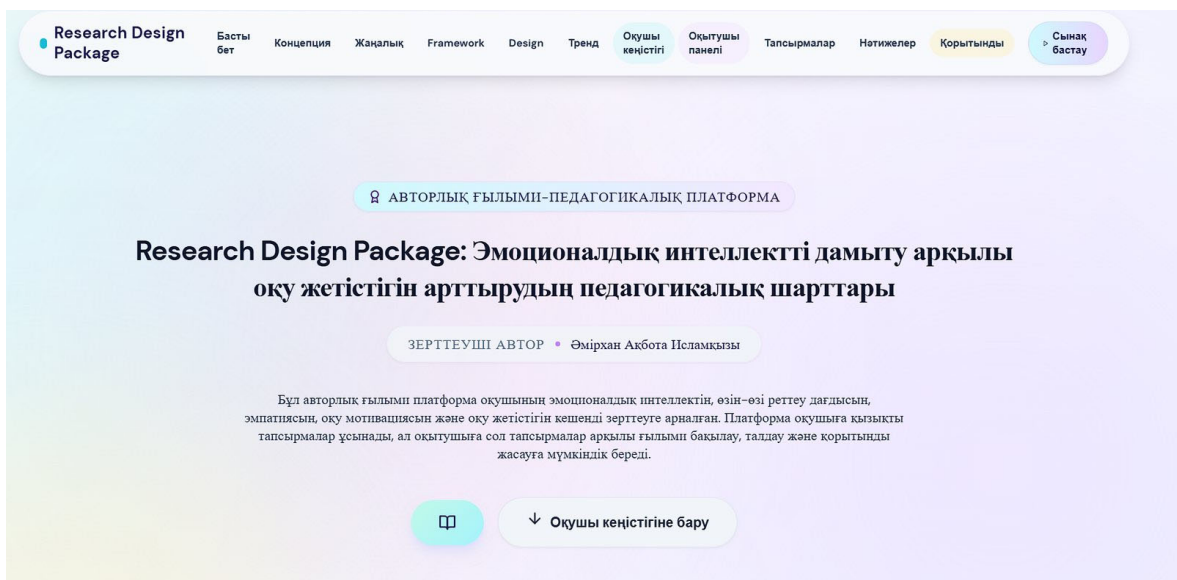 Research Design
Package
Басты
бет
Концепция
Жаңалық
Framework
Design
Тренд
Оқушы
кеңістігі
Оқытушы
панелі
Тапсырмалар
Нәтижелер
Қорытынды
Сынақ
бастау
АВТОРЛЫҚ ҒЫЛЫМИ-ПЕДАГОГИКАЛЫҚ ПЛАТФОРМА
Research Design Package: Эмоционалдық интеллектті дамыту арқылы
оқу жетістігін арттырудың педагогикалық шарттары
ЗЕРТТЕУШІ АВТОР • Әмірхан Ақбота Исламқызы
Бұл авторлық ғылыми платформа оқушының эмоционалдық интеллектін, өзін-өзі реттеу дағдысын,
эмпатиясын, оқу мотивациясын және оқу жетістігін кешенді зерттеуге арналған. Платформа оқушыға қызықты
тапсырмалар ұсынады, ал оқытушыға сол тапсырмалар арқылы ғылыми бақылау, талдау және қорытынды
жасауға мүмкіндік береді.
Оқушы кеңістігіне бару